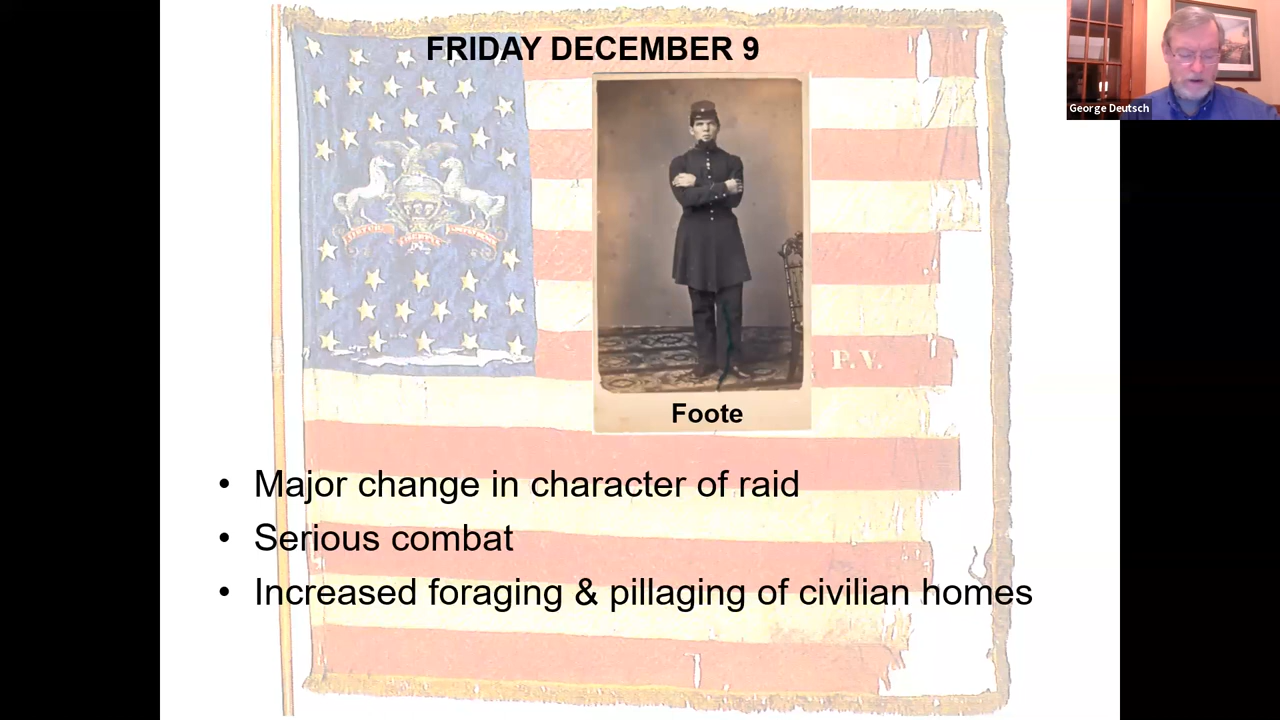 FRIDAY DECEMBER 9
George Deutsch
P.V.
Foote
• Major change in character of raid
• Serious combat
• Increased foraging & pillaging of civilian homes